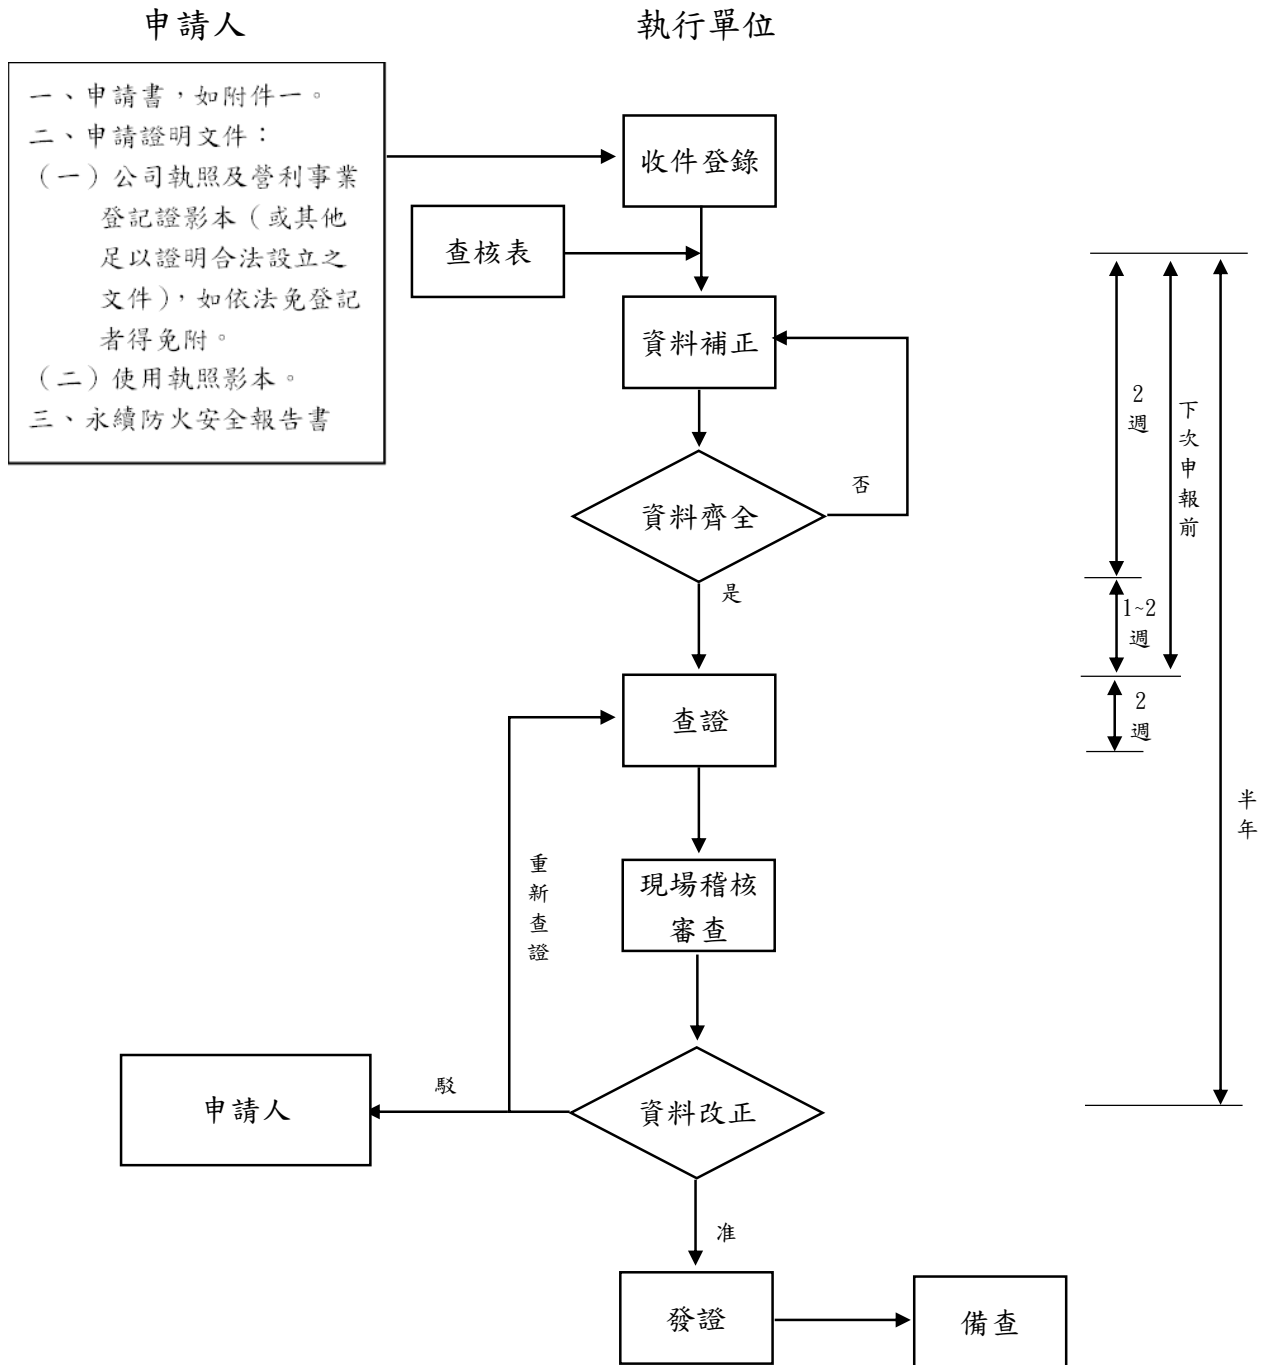 申請人
執行單位
一、申請書，如附件一。
二、申請證明文件：
（一）公司執照及營利事業
登記證影本（或其他
足以證明合法設立之
文件），如依法免登記
者得免附。
（二）使用執照影本。
三、永續防火安全報告書
收件登錄
查核表
資料補正
資料齊全
否
是
查證
現場稽核
審查
重新查證
資料改正
駁
申請人
准
發證
備查
2
週
1~2
週
2
週
下次申報前
半年